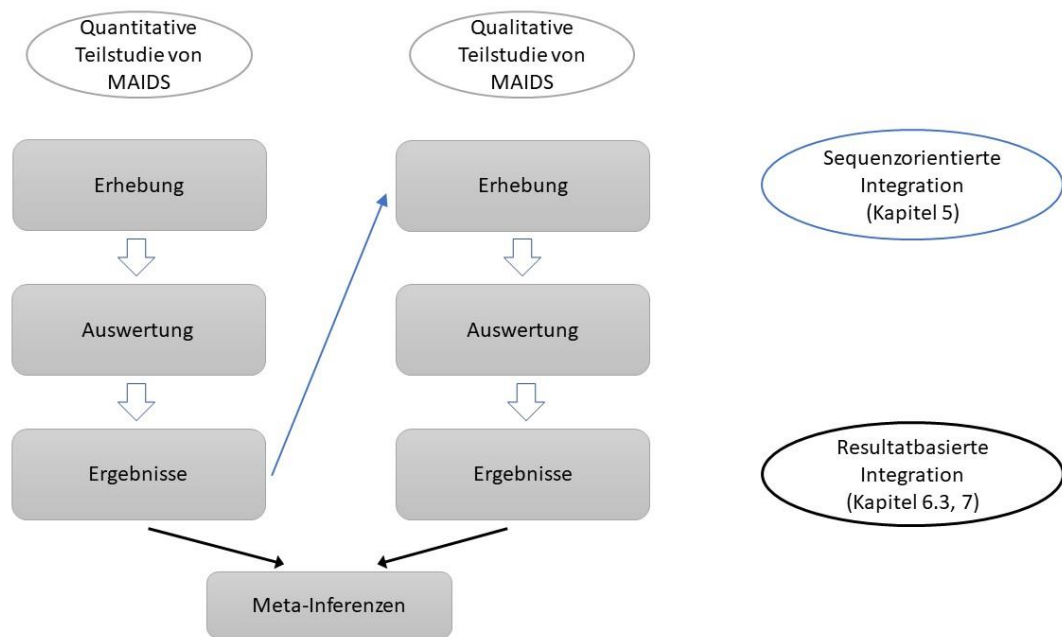 Quantitative
Teilstudie von
MAIDS
Qualitative
Teilstudie von
MAIDS
Erhebung
Erhebung
Sequenzorientierte
Integration
(Kapitel 5)
Auswertung
Auswertung
Ergebnisse
Ergebnisse
Resultatbasierte
Integration
(Kapitel 6.3, 7)
Meta-Inferenzen